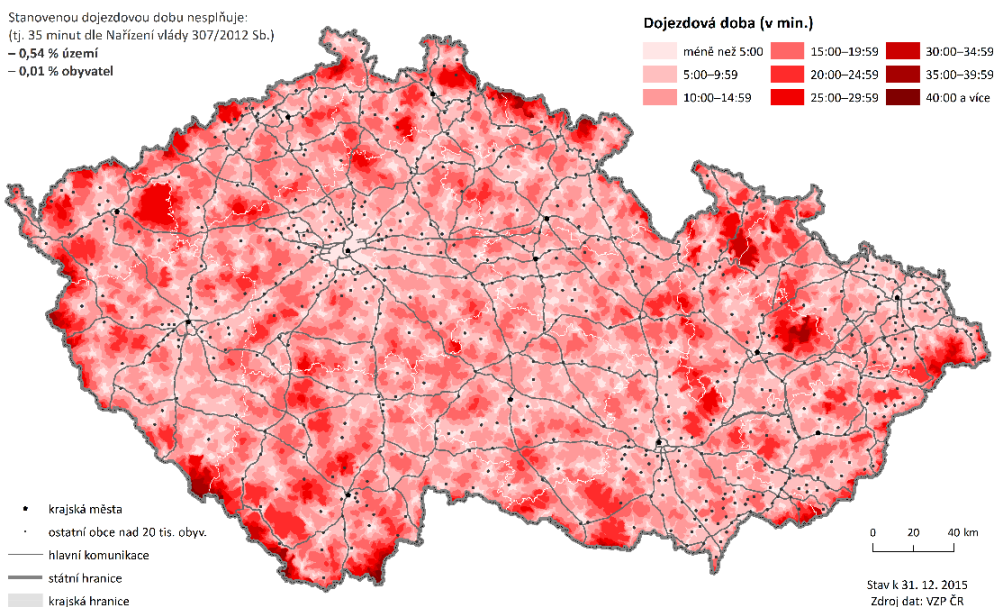 Stanovenou dojezdovou dobu nesplňuje:
(tj. 35 minut dle Nařízení vlády 307/2012 Sb.)
– 0,54 % území
– 0,01 % obyvatel
Dojezdová doba (v min.)
méně než 5:00
5:00–9:59
10:00–14:59
15:00–19:59
20:00–24:59
25:00–29:59
30:00–34:59
35:00–39:59
40:00 a více
krajská města
ostatní obce nad 20 tis. obyv.
hlavní komunikace
státní hranice
krajská hranice
0 20 40 km
Stav k 31. 12. 2015
Zdroj dat: VZP ČR